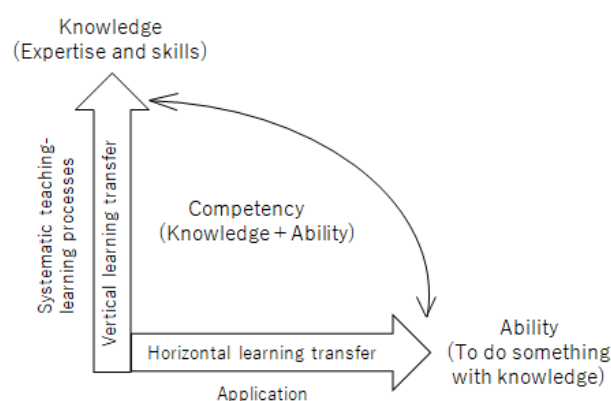 Knowledge
(Expertise and skills)
Systematic teaching-
learning processes
Vertical learning transfer
Competency
(Knowledge + Ability)
Horizontal learning transfer
Application
Ability
(To do something
with knowledge)